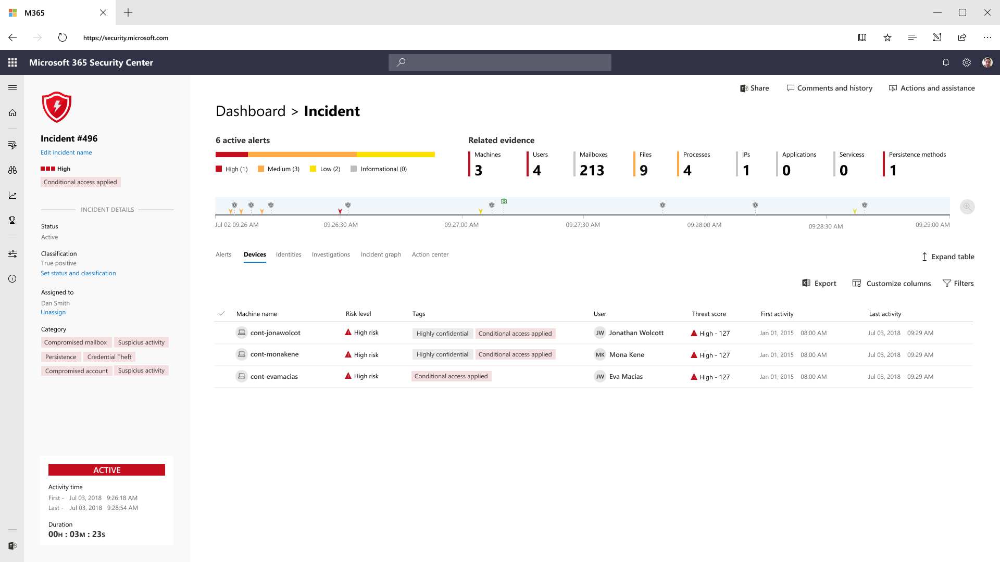 M365
https://security.microsoft.com
Microsoft 365 Security Center
Share
Comments and history
Actions and assistance
Incident #496
Edit incident name
High
Conditional access applied
INCIDENT DETAILS
Status
Active
Classification
True positive
Set status and classification
Assigned to
Dan Smith
Unassign
Category
Compromised mailbox Suspicius activity
Persistence Credential Theft
Compromised account Suspicius activity
ACTIVE
Activity time
First - Jul 03, 2018 9:26:18 AM
Last - Jul 03, 2018 9:28:54 AM
Duration
00H : 03M : 23S
Dashboard > Incident
6 active alerts
High (1) Medium (3) Low (2) Informational (0)
Related evidence
Machines Users Mailboxes Files Processes IPs Applications Servicess Persistence methods
3 4 213 9 4 1 0 0 1
Jul 02 09:26 AM 09:26:30 AM 09:27:00 AM 09:27:30 AM 09:28:00 AM 09:28:30 AM 09:29:00 AM
Alerts Devices Identities Investigations Incident graph Action center
Expand table
Export Customize columns Filters
Machine name Risk level Tags User Threat score First activity Last activity
cont-jonawolcot High risk Highly confidential Conditional access applied JW Jonathan Wolcott High - 127 Jan 01, 2015 08:00 AM Jul 03, 2018 09:29 AM
cont-monakene High risk Highly confidential Conditional access applied MK Mona Kene High - 127 Jan 01, 2015 08:00 AM Jul 03, 2018 09:29 AM
cont-evamacias High risk Conditional access applied JW Eva Macias High - 127 Jan 01, 2015 08:00 AM Jul 03, 2018 09:29 AM